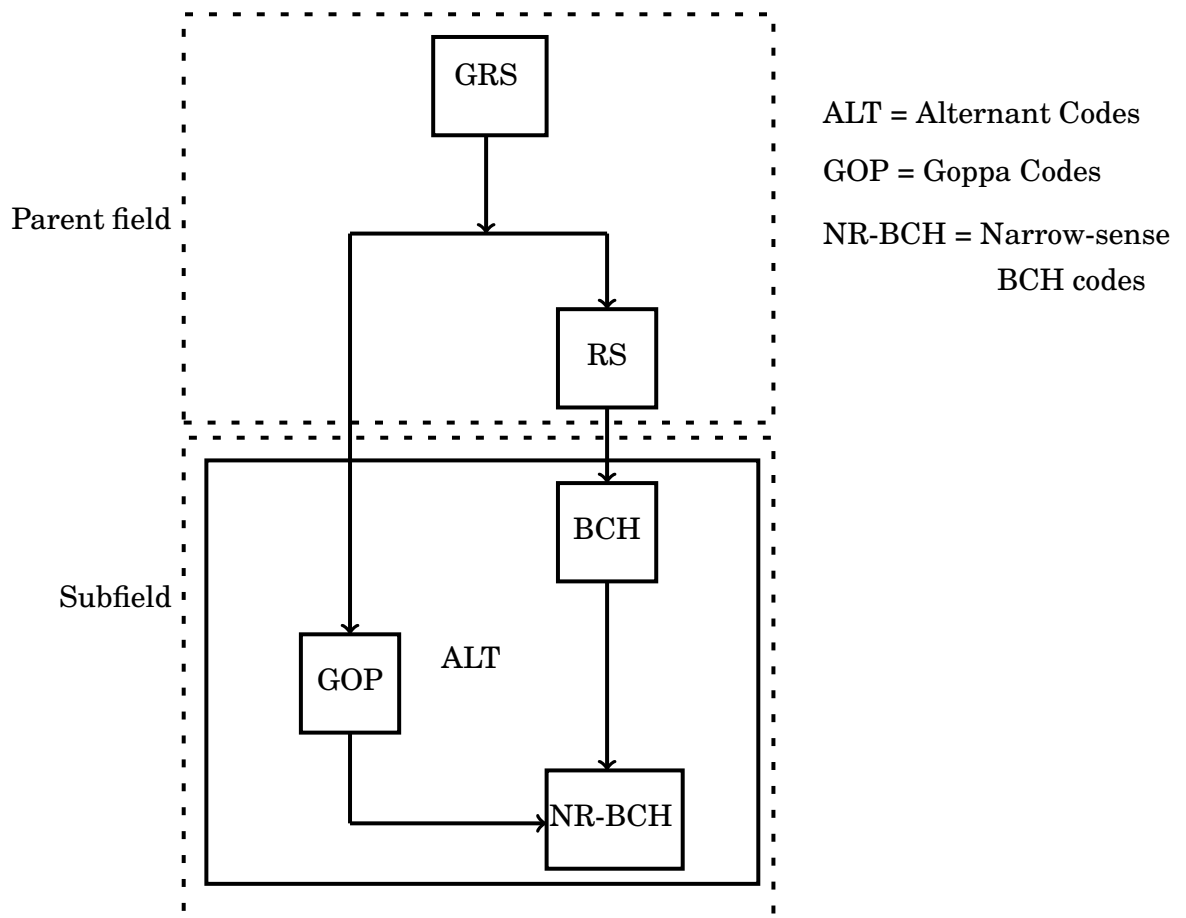 GRS
ALT = Alternant Codes
GOP = Goppa Codes
Parent field
NR-BCH = Narrow-sense
BCH codes
RS
BCH
Subfield
ALT
GOP
NR-BCH